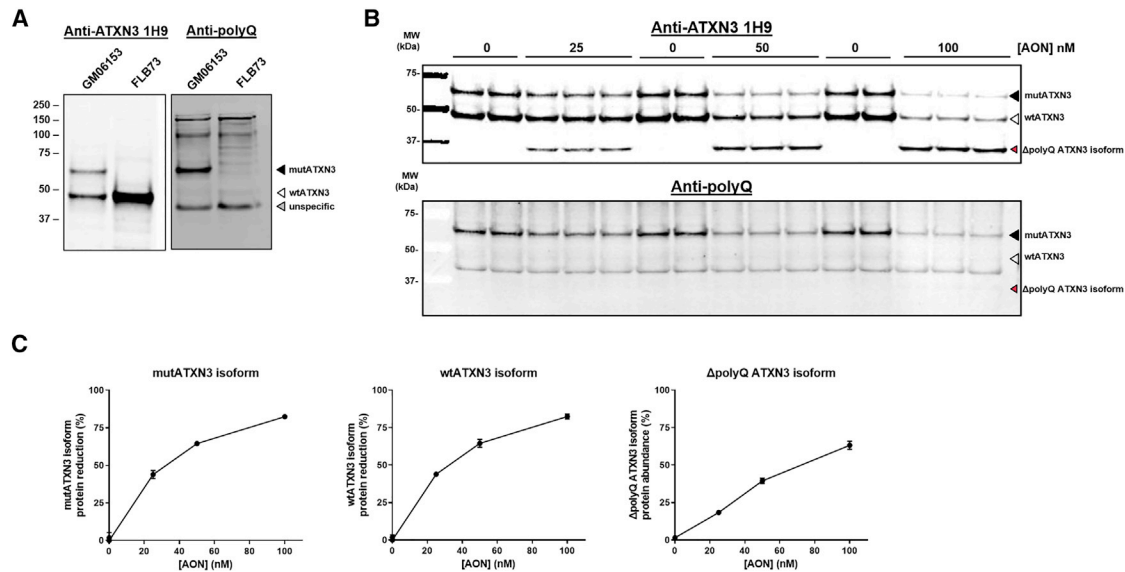 A
Anti-ATXN3 1H9
Anti-polyQ
GM06153
FLB73
GM06153
FLB73
250
150
100
75
50
37
mutATXN3
wtATXN3
unspecific
B
Anti-ATXN3 1H9
MW
(kDa)
0 25 0 50 0 100 [AON] nM
75-
50-
37-
mutATXN3
wtATXN3
ΔpolyQ ATXN3 isoform
Anti-polyQ
MW
(kDa)
75-
50-
37-
mutATXN3
wtATXN3
ΔpolyQ ATXN3 isoform
C
mutATXN3 isoform
mutATXN3 isoform
protein reduction (%)
100
75
50
25
0
0 20 40 60 80 100
[AON] (nM)
wtATXN3 isoform
wtATXN3 isoform
protein reduction (%)
100
75
50
25
0
0 20 40 60 80 100
[AON] (nM)
ΔpolyQ ATXN3 isoform
ΔpolyQ ATXN3 isoform
protein abundance (%)
100
75
50
25
0
0 20 40 60 80 100
[AON] (nM)